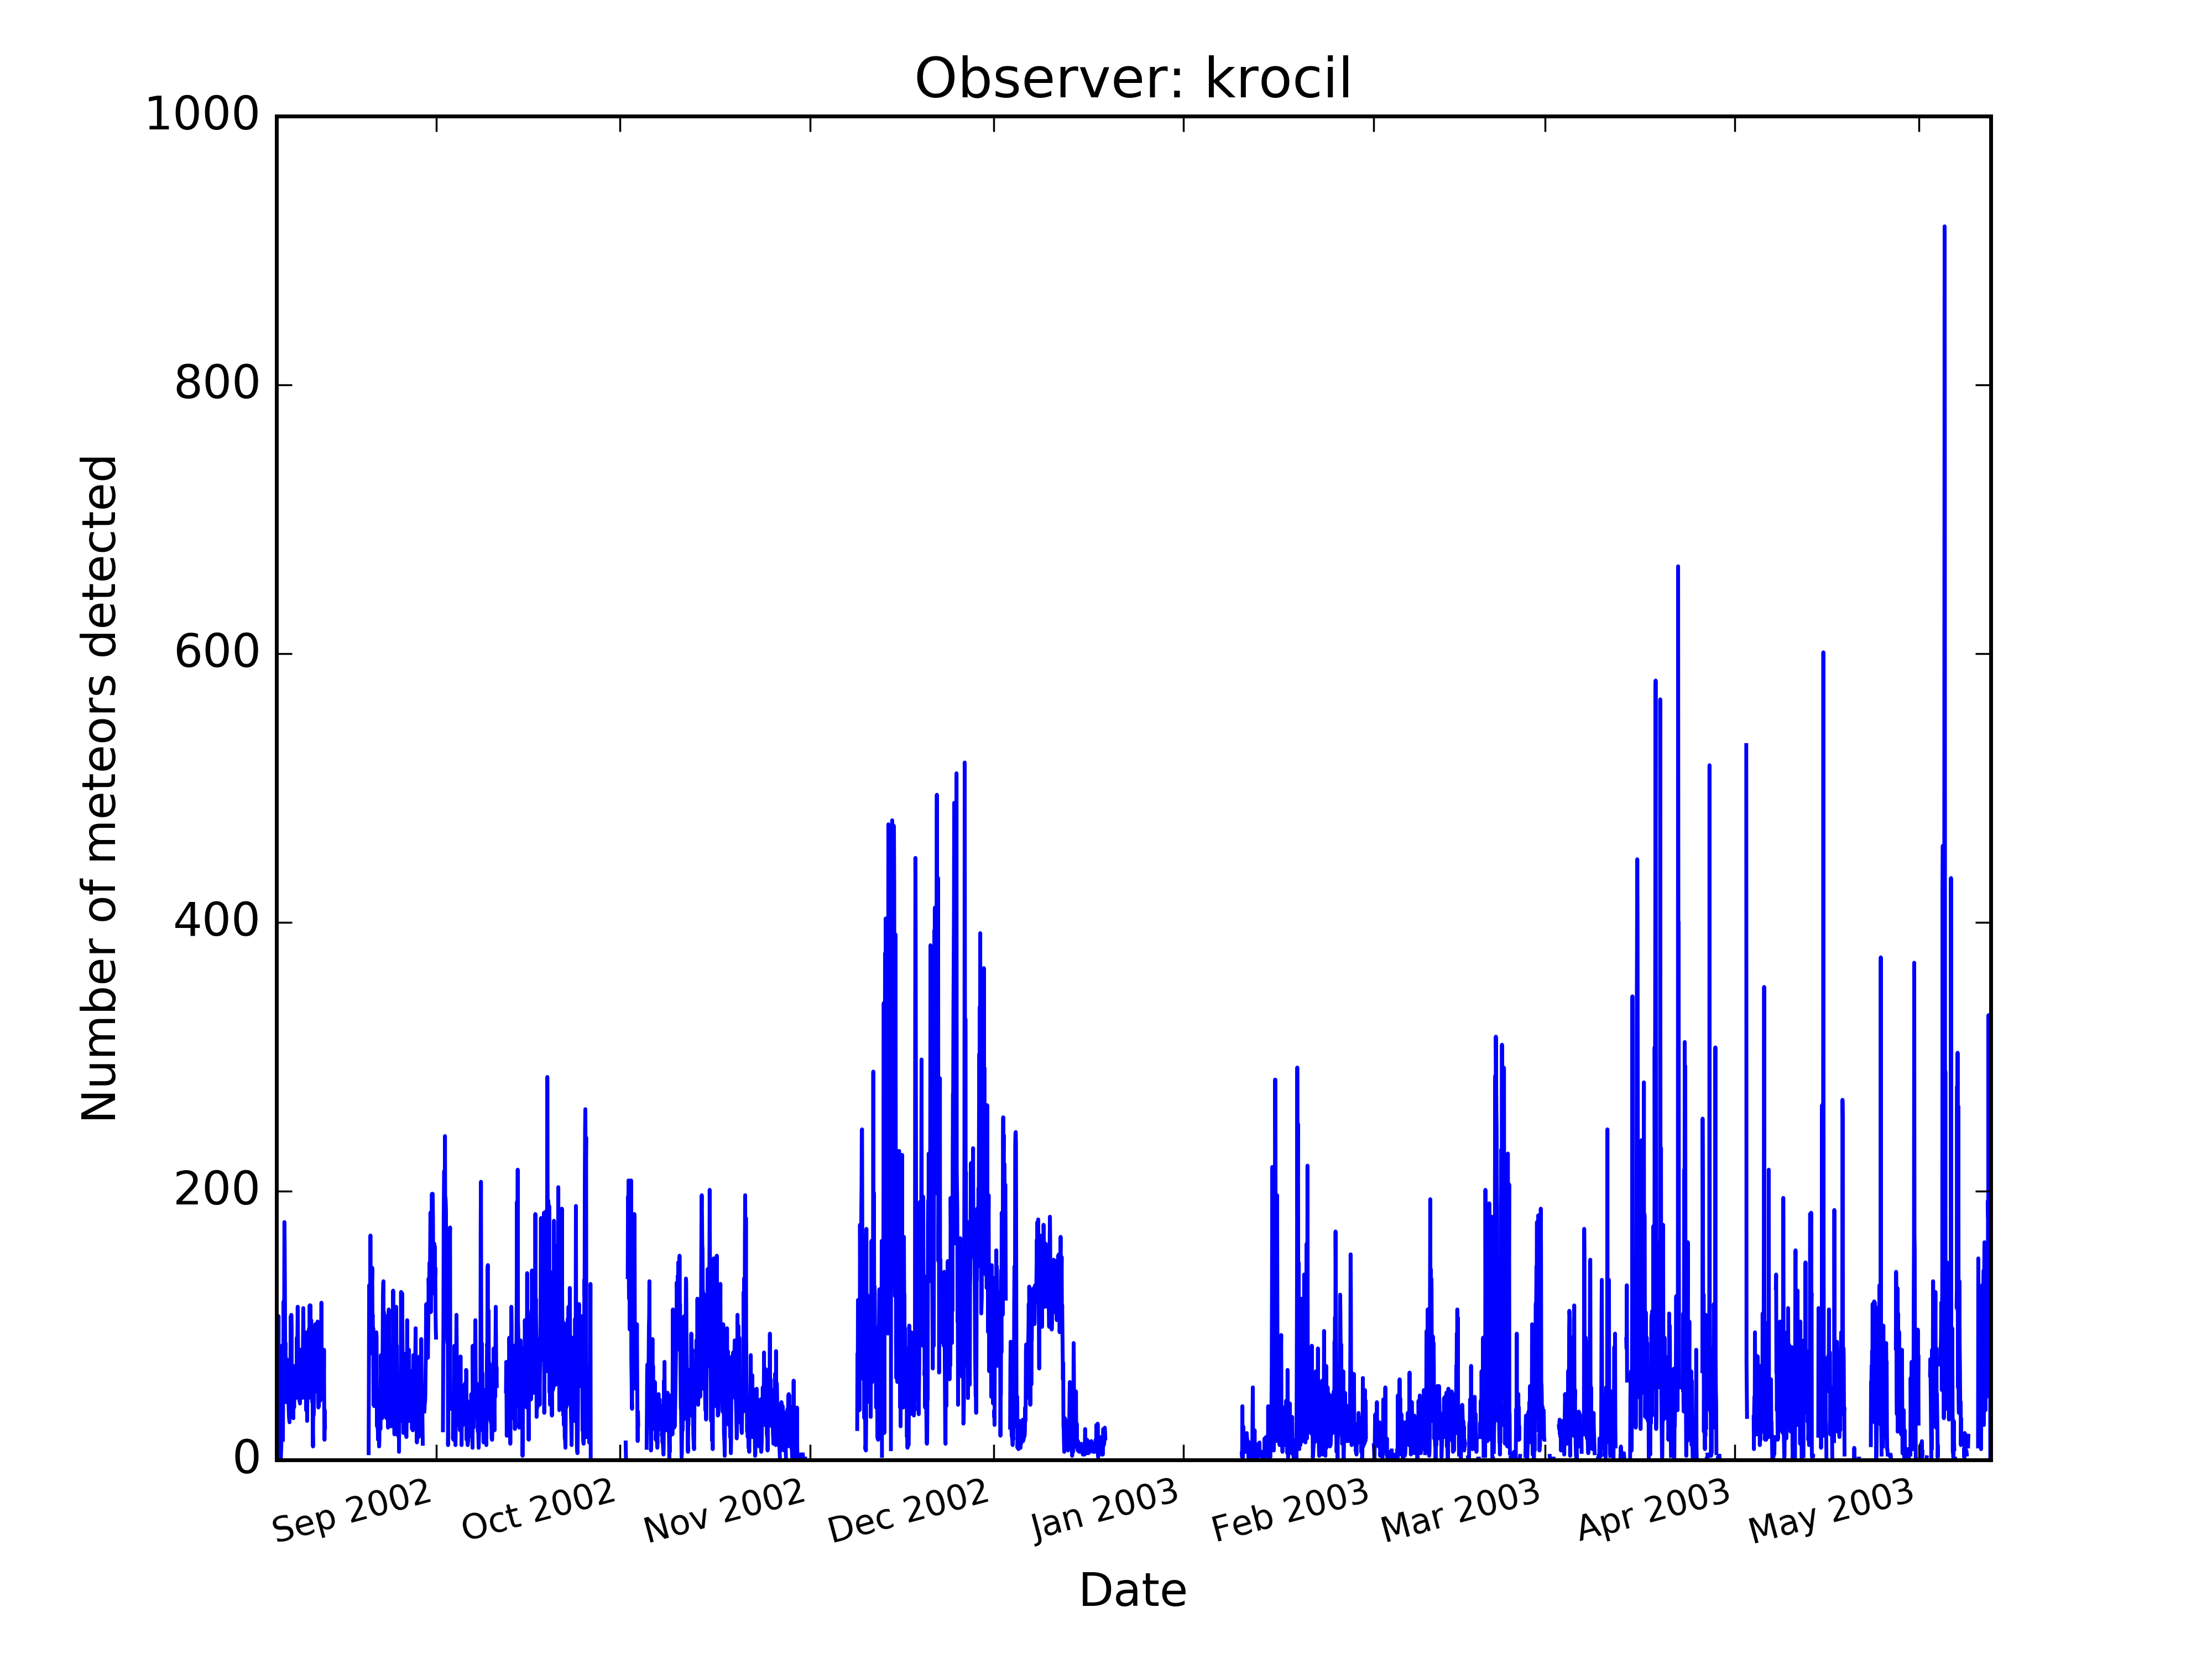 Observer: krocil
1000
800
600
400
200
0
Number of meteors detected
Sep 2002
Oct 2002
Nov 2002
Dec 2002
Jan 2003
Feb 2003
Mar 2003
Apr 2003
May 2003
Date